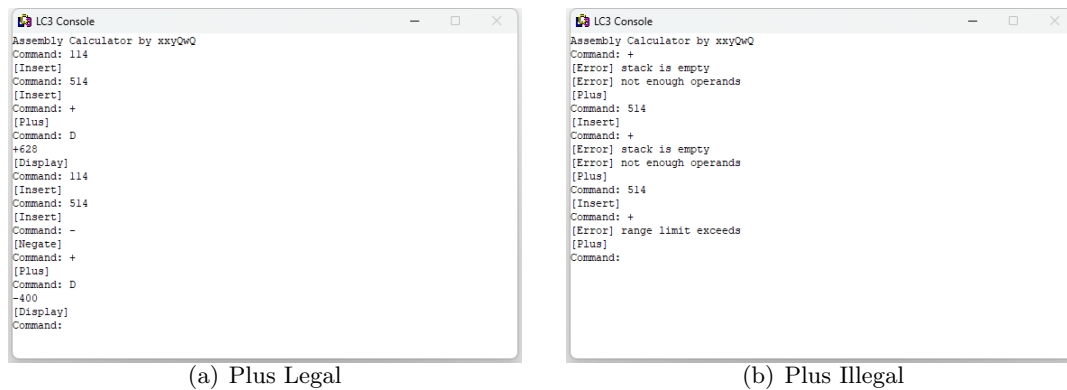 LC3 Console
Assembly Calculator by xxyQwQ
Command: 114
[Insert]
Command: 514
[Insert]
Command: +
[Plus]
Command: D
+628
[Display]
Command: 114
[Insert]
Command: 514
[Insert]
Command: -
[Negate]
Command: +
[Plus]
Command: D
-400
[Display]
Command:
(a) Plus Legal
LC3 Console
Assembly Calculator by xxyQwQ
Command: +
[Error] stack is empty
[Error] not enough operands
[Plus]
Command: 514
[Insert]
Command: +
[Error] stack is empty
[Error] not enough operands
[Plus]
Command: 514
[Insert]
Command: +
[Error] range limit exceeds
[Plus]
Command:
(b) Plus Illegal